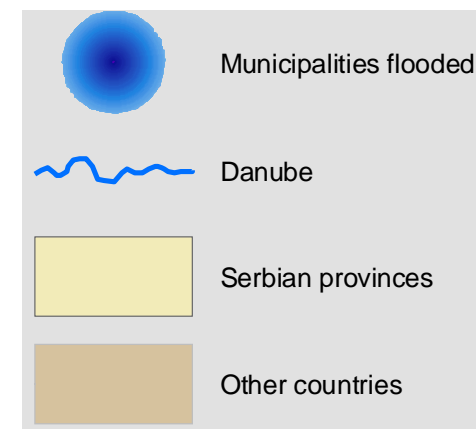 Municipalities flooded
Danube
Serbian provinces
Other countries